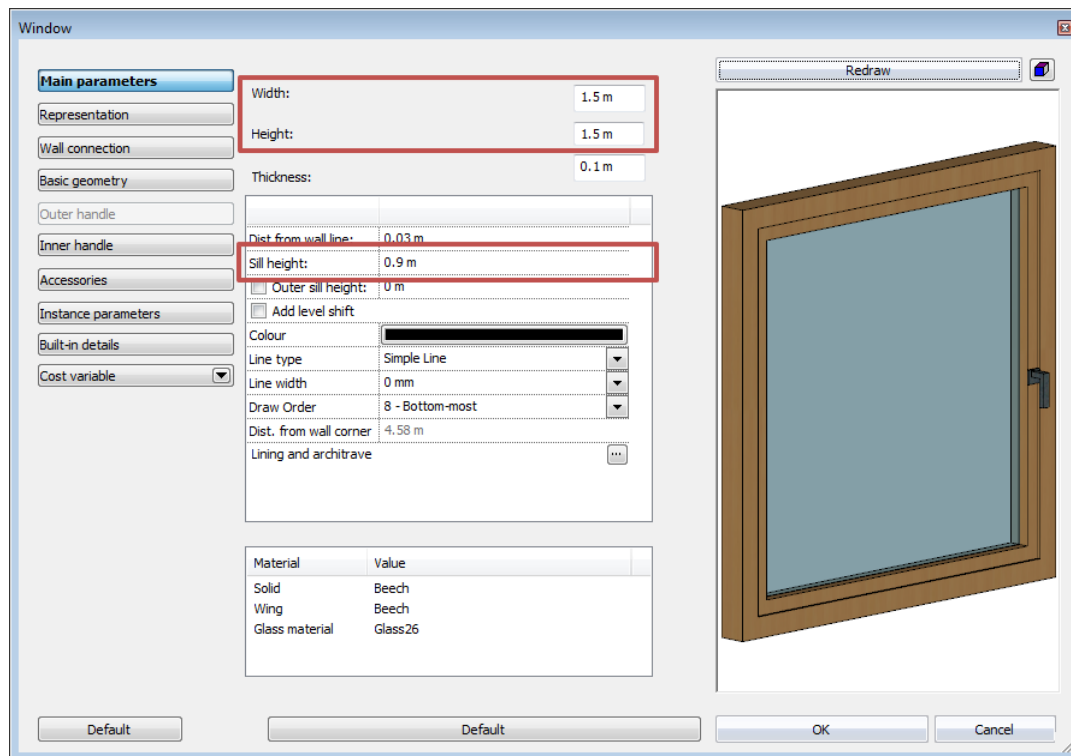 Window
Main parameters
Representation
Wall connection
Basic geometry
Outer handle
Inner handle
Accessories
Instance parameters
Built-in details
Cost variable
Width: 1.5 m
Height: 1.5 m
Thickness: 0.1 m
Dist from wall line: 0.03 m
Sill height: 0.9 m
Outer sill height: 0 m
Add level shift
Colour
Line type Simple Line
Line width 0 mm
Draw Order 8 - Bottom-most
Dist. from wall corner 4.58 m
Lining and architrave ...
Material Value
Solid Beech
Wing Beech
Glass material Glass26
Redraw
Default Default OK Cancel